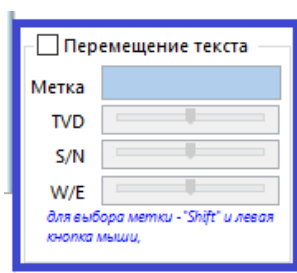 Перемещение текста
Метка
TVD
S/N
W/E
для выбора метки -"Shift" и левая
кнопка мыши,